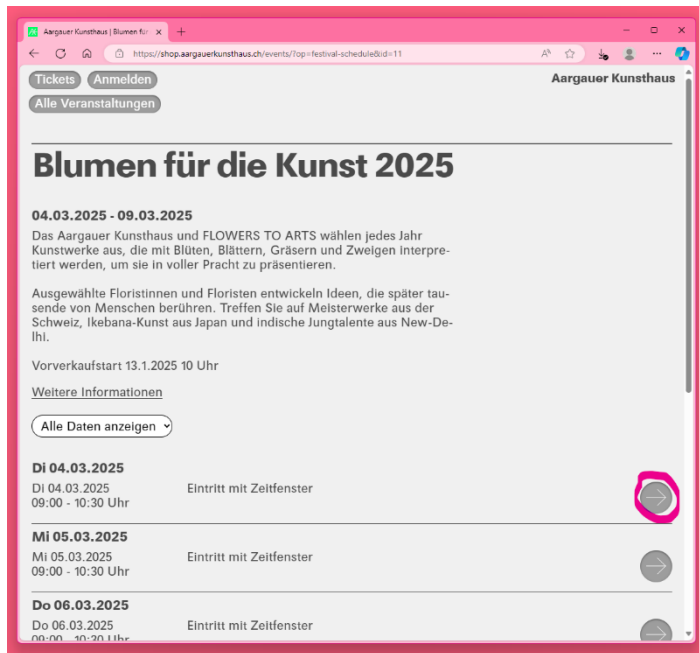 Aargauer Kunsthaus | Blumen für
https://shop.aargauerkunsthaus.ch/events/?op=festival-schedule&id=11
Tickets Anmelden
Aargauer Kunsthaus
Alle Veranstaltungen
Blumen für die Kunst 2025
04.03.2025 - 09.03.2025
Das Aargauer Kunsthaus und FLOWERS TO ARTS wählen jedes Jahr
Kunstwerke aus, die mit Blüten, Blättern, Gräsern und Zweigen interpre-
tiert werden, um sie in voller Pracht zu präsentieren.
Ausgewählte Floristinnen und Floristen entwickeln Ideen, die später tau-
sende von Menschen berühren. Treffen Sie auf Meisterwerke aus der
Schweiz, Ikebana-Kunst aus Japan und indische Jungtalente aus New-De-
lhi.
Vorverkaufstart 13.1.2025 10 Uhr
Weitere Informationen
Alle Daten anzeigen
Di 04.03.2025
Di 04.03.2025 Eintritt mit Zeitfenster
09:00 - 10:30 Uhr
Mi 05.03.2025
Mi 05.03.2025 Eintritt mit Zeitfenster
09:00 - 10:30 Uhr
Do 06.03.2025
Do 06.03.2025 Eintritt mit Zeitfenster
09:00 - 10:30 Uhr